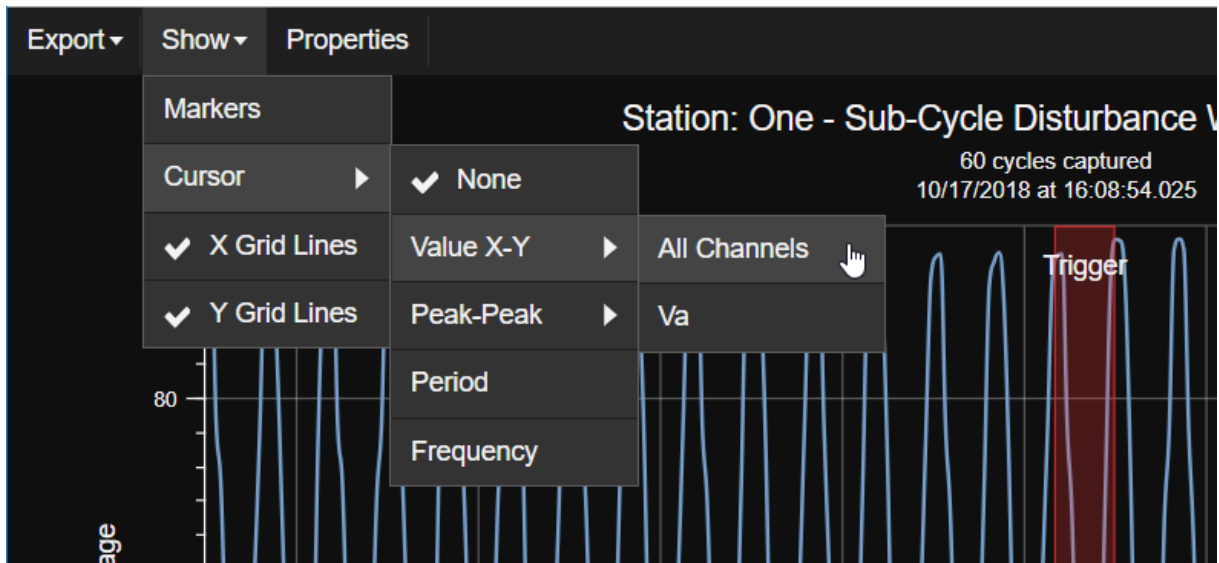 Export
Show
Properties
Markers
Cursor
X Grid Lines
Y Grid Lines
None
Value X-Y
Peak-Peak
Period
Frequency
All Channels
Va
Station: One - Sub-Cycle Disturbance
60 cycles captured
10/17/2018 at 16:08:54.025
Trigger
80